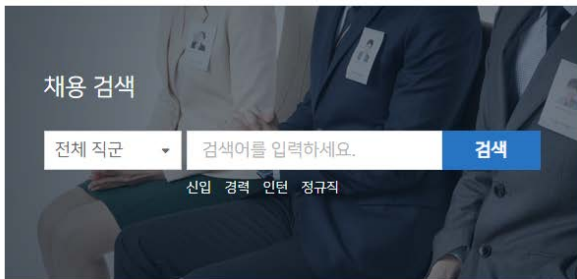 채용 검색
전체 직군
검색어를 입력하세요.
검색
신입 경력 인턴 정규직